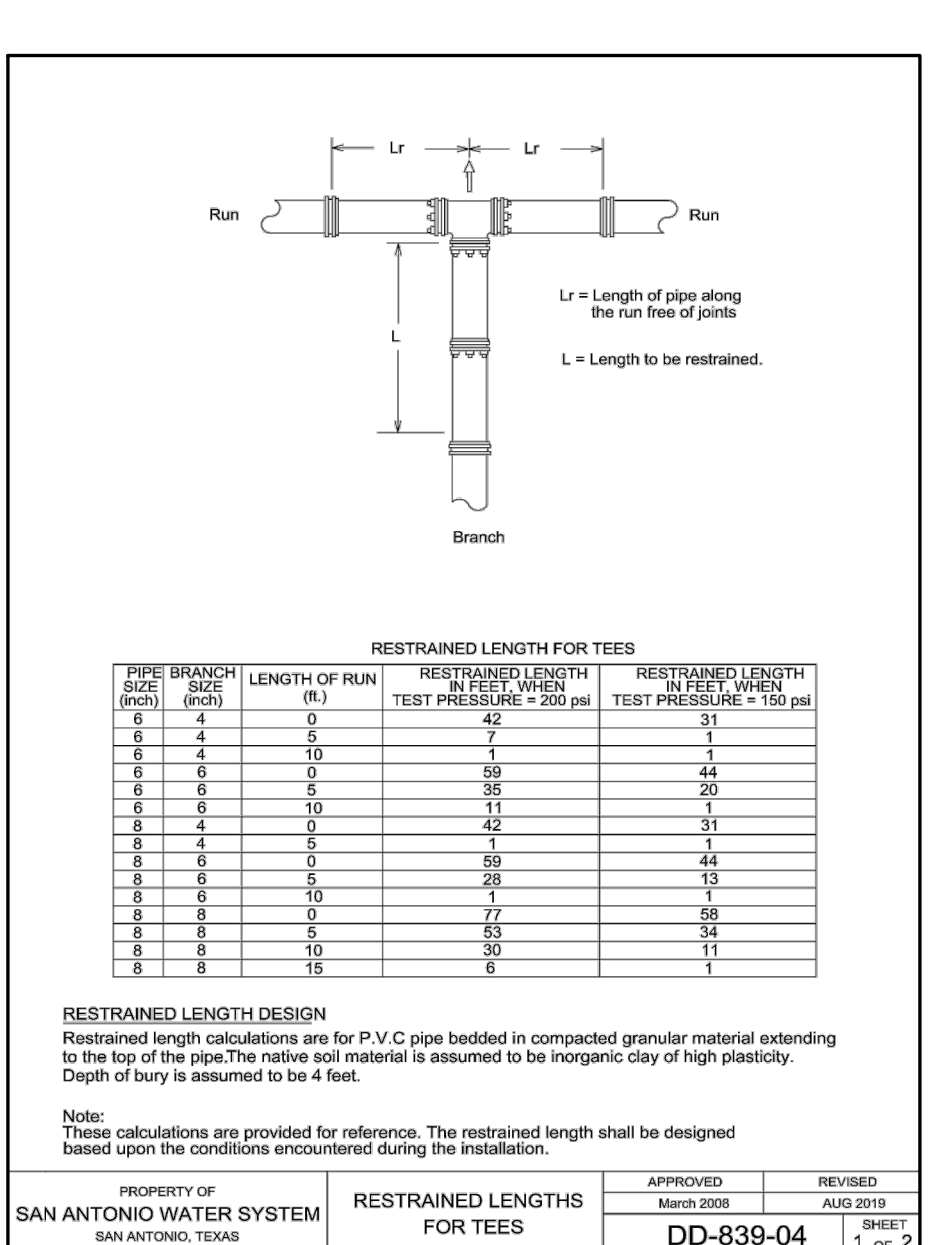 Lr Lr
Run Run
Lr = Length of pipe along
the run free of joints
L
L = Length to be restrained.
Branch
RESTRAINED LENGTH FOR TEES
PIPE SIZE (inch) BRANCH SIZE (inch) LENGTH OF RUN (ft.) RESTRAINED LENGTH IN FEET, WHEN TEST PRESSURE = 200 psi RESTRAINED LENGTH IN FEET, WHEN TEST PRESSURE = 150 psi
6 4 0 42 31
6 4 5 7 1
6 4 10 1 1
6 6 0 59 44
6 6 5 35 20
6 6 10 11 1
8 4 0 42 31
8 4 5 1 1
8 6 0 59 44
8 6 5 28 13
8 6 10 1 1
8 8 0 77 58
8 8 5 53 34
8 8 10 30 11
8 8 15 6 1
RESTRAINED LENGTH DESIGN
Restrained length calculations are for P.V.C pipe bedded in compacted granular material extending
to the top of the pipe.The native soil material is assumed to be inorganic clay of high plasticity.
Depth of bury is assumed to be 4 feet.
Note:
These calculations are provided for reference. The restrained length shall be designed
based upon the conditions encountered during the installation.
PROPERTY OF
SAN ANTONIO WATER SYSTEM
SAN ANTONIO, TEXAS
RESTRAINED LENGTHS
FOR TEES
APPROVED REVISED
March 2008 AUG 2019
DD-839-04
SHEET
1 OF 2